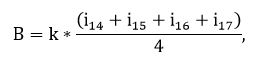 B = k * (i₁₄ + i₁₅ + i₁₆ + i₁₇) / 4,